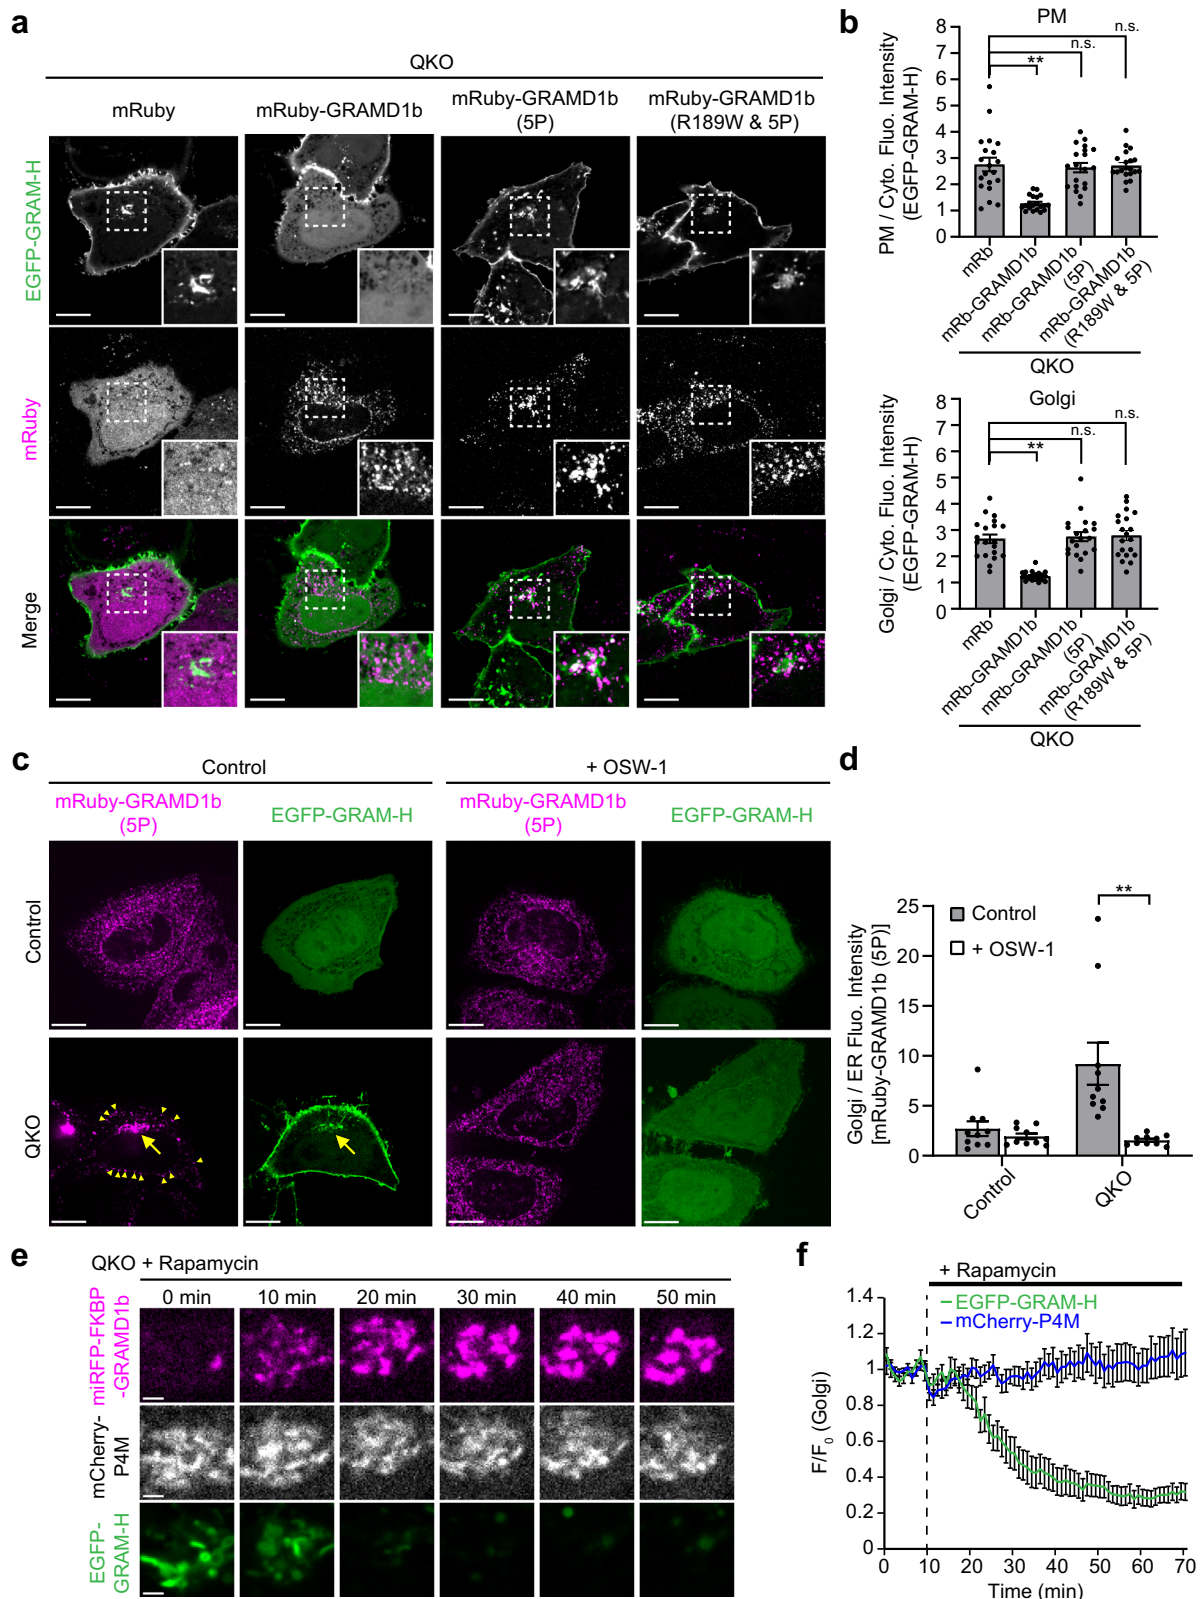 a
QKO
mRuby
mRuby-GRAMD1b
mRuby-GRAMD1b
(5P)
mRuby-GRAMD1b
(R189W & 5P)
EGFP-GRAM-H
mRuby
Merge
b
PM
PM / Cyto. Fluo. Intensity
(EGFP-GRAM-H)
8
7
6
5
4
3
2
1
0
n.s.
n.s.
**
mRb
mRb-GRAMD1b
mRb-GRAMD1b
(5P)
mRb-GRAMD1b
(R189W & 5P)
QKO
Golgi
Golgi / Cyto. Fluo. Intensity
(EGFP-GRAM-H)
8
7
6
5
4
3
2
1
0
n.s.
n.s.
**
mRb
mRb-GRAMD1b
mRb-GRAMD1b
(5P)
mRb-GRAMD1b
(R189W & 5P)
QKO
c
Control
+ OSW-1
mRuby-GRAMD1b
(5P)
EGFP-GRAM-H
mRuby-GRAMD1b
(5P)
EGFP-GRAM-H
Control
QKO
d
Golgi / ER Fluo. Intensity
[mRuby-GRAMD1b (5P)]
25
20
15
10
5
0
Control
+ OSW-1
**
Control
QKO
e
QKO + Rapamycin
0 min
10 min
20 min
30 min
40 min
50 min
miRFP-FKBP
-GRAMD1b
mCherry-
P4M
EGFP-
GRAM-H
f
+ Rapamycin
EGFP-GRAM-H
mCherry-P4M
F/F0 (Golgi)
1.4
1.2
1
0.8
0.6
0.4
0.2
0
0
10
20
30
40
50
60
70
Time (min)